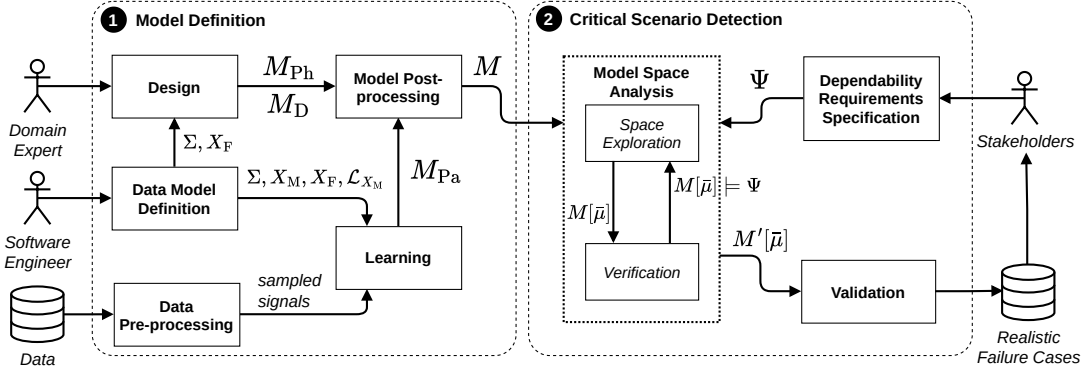 1 Model Definition
2 Critical Scenario Detection
Domain
Expert
Design
M_Ph
M_D
Model Post-
processing
M
Model Space
Analysis
Space
Exploration
Ψ
Dependability
Requirements
Specification
Stakeholders
Σ, X_F
Software
Engineer
Data Model
Definition
Σ, X_M, X_F, ℒ_{X_M}
M_Pa
M[μ̄]
M[μ̄] ⊨ Ψ
Learning
Verification
M′[μ̄]
Data
Data
Pre-processing
sampled
signals
Validation
Realistic
Failure Cases